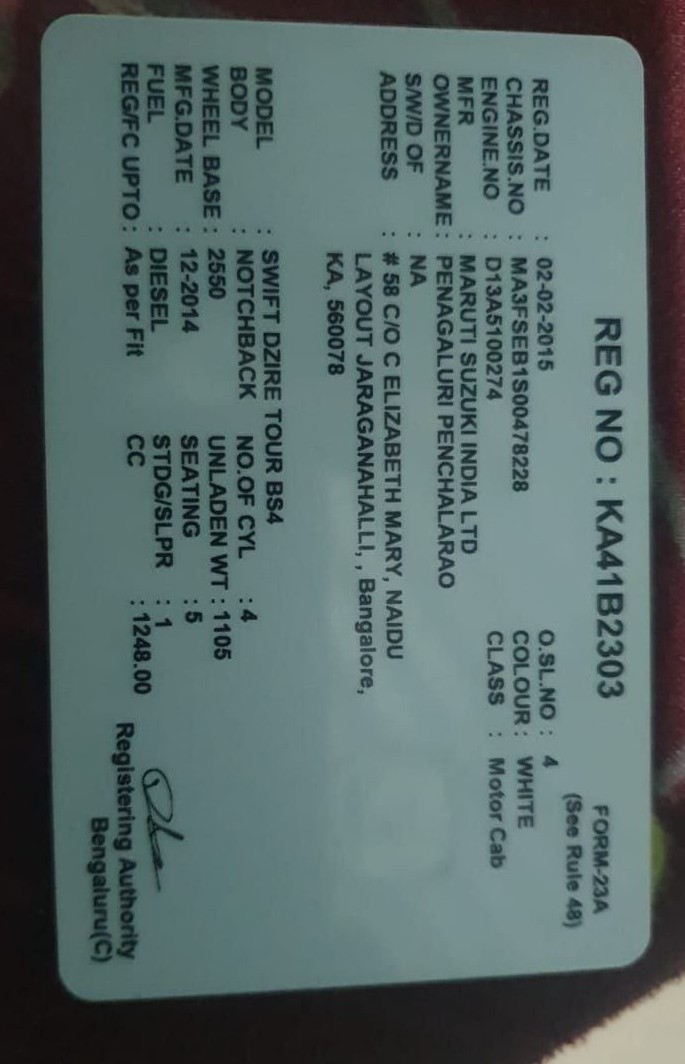 FORM-23A
REG NO : KA41B2303 (See Rule 48)
REG.DATE : 02-02-2015 O.SL.NO : 4
CHASSIS.NO : MA3FSEB1S00478228 COLOUR : WHITE
ENGINE.NO : D13A5100274 CLASS : Motor Cab
MFR : MARUTI SUZUKI INDIA LTD
OWNERNAME : PENAGALURI PENCHALARAO
S/W/D OF : NA
ADDRESS : # 58 C/O C ELIZABETH MARY, NAIDU
LAYOUT JARAGANAHALLI, , Bangalore,
KA, 560078
MODEL : SWIFT DZIRE TOUR BS4
BODY : NOTCHBACK NO.OF CYL : 4
WHEEL BASE : 2550 UNLADEN WT : 1105
MFG.DATE : 12-2014 SEATING : 5
FUEL : DIESEL STDG/SLPR : 1
REG/FC UPTO : As per Fit CC : 1248.00
Registering Authority
Bengaluru(C)